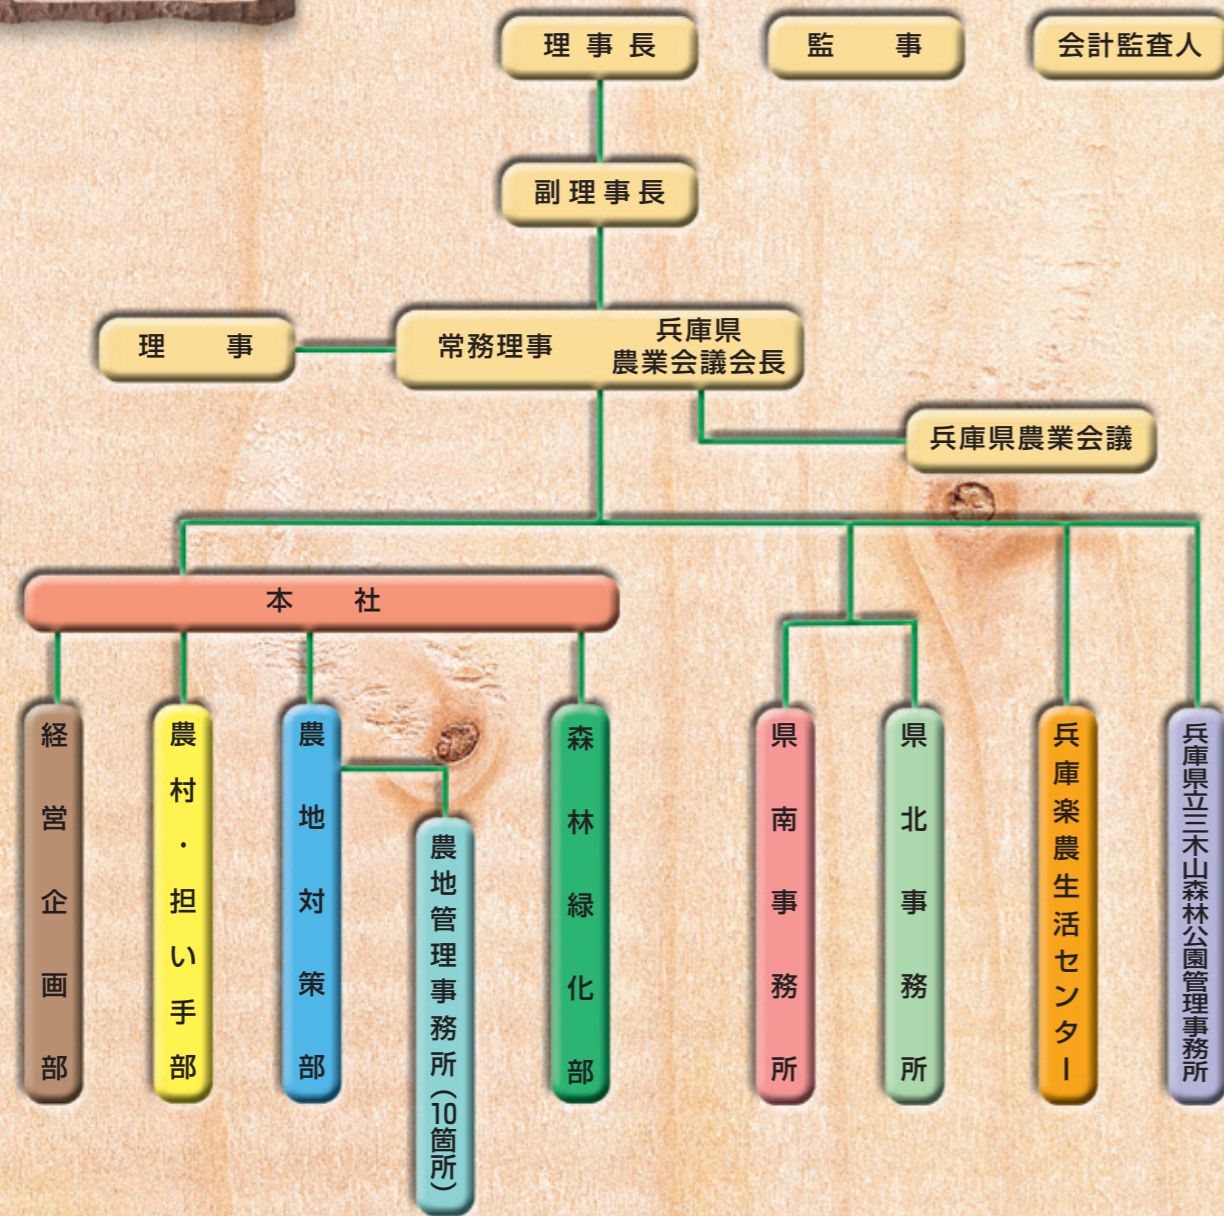 理事長
監事
会計監査人
副理事長
理事
常務理事
兵庫県
農業会議会長
兵庫県農業会議
本社
経営企画部
農村・担い手部
農地対策部
農地管理事務所(10箇所)
森林緑化部
県南事務所
県北事務所
兵庫楽農生活センター
兵庫県立三木山森林公園管理事務所